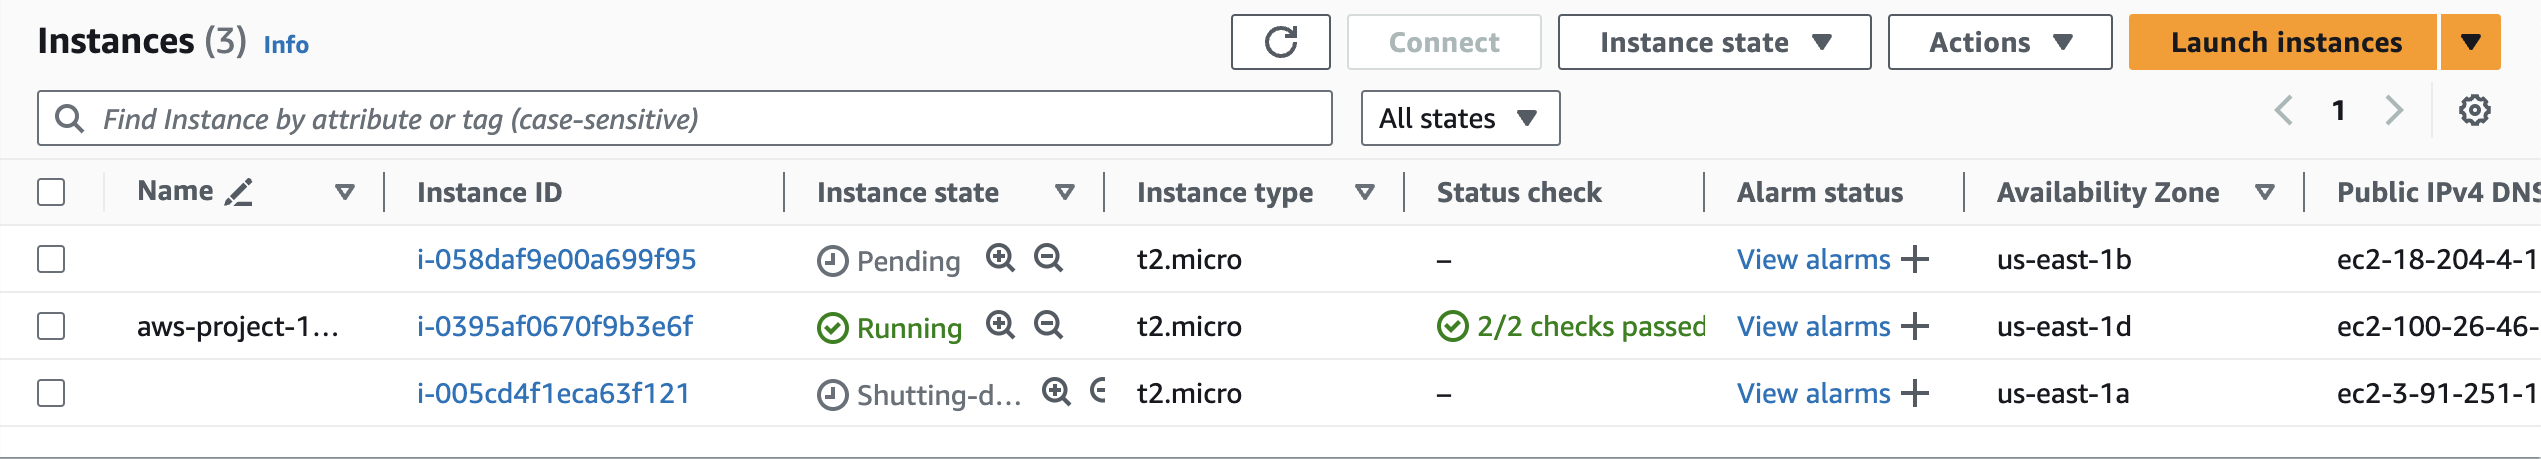 Instances (3) Info Connect Instance state Actions Launch instances
Find Instance by attribute or tag (case-sensitive) All states 1
Name Instance ID Instance state Instance type Status check Alarm status Availability Zone Public IPv4 DNS
i-058daf9e00a699f95 Pending t2.micro – View alarms + us-east-1b ec2-18-204-4-1
aws-project-1... i-0395af0670f9b3e6f Running t2.micro 2/2 checks passed View alarms + us-east-1d ec2-100-26-46-
i-005cd4f1eca63f121 Shutting-d... t2.micro – View alarms + us-east-1a ec2-3-91-251-1